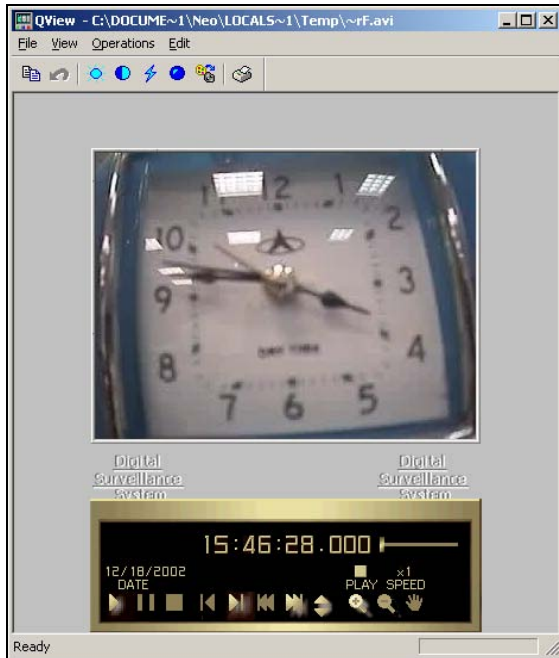 QView - C:\DOCUME~1\Neo\LOCALS~1\Temp\~rF.avi
File View Operations Edit
12 1
2
3
4
5
6
7
8
9
10
Digital Surveillance System
Digital Surveillance System
15:46:28.000
12/18/2002
DATE
PLAY
x1
SPEED
Ready